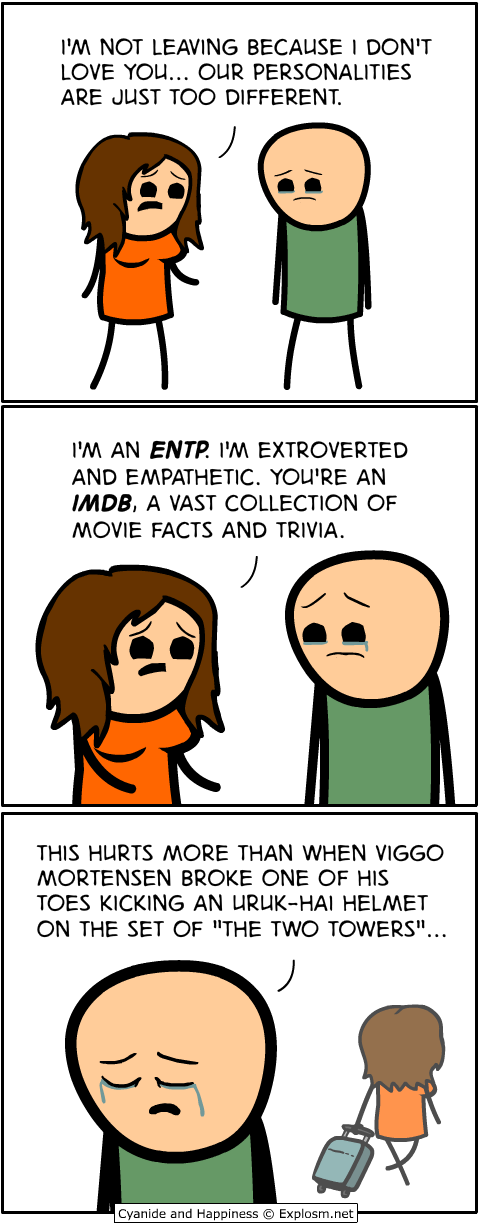 I'M NOT LEAVING BECAUSE I DON'T
LOVE YOU... OUR PERSONALITIES
ARE JUST TOO DIFFERENT.
I'M AN ENTP. I'M EXTROVERTED
AND EMPATHETIC. YOU'RE AN
IMDB, A VAST COLLECTION OF
MOVIE FACTS AND TRIVIA.
THIS HURTS MORE THAN WHEN VIGGO
MORTENSEN BROKE ONE OF HIS
TOES KICKING AN URUK-HAI HELMET
ON THE SET OF "THE TWO TOWERS"...
Cyanide and Happiness © Explosm.net